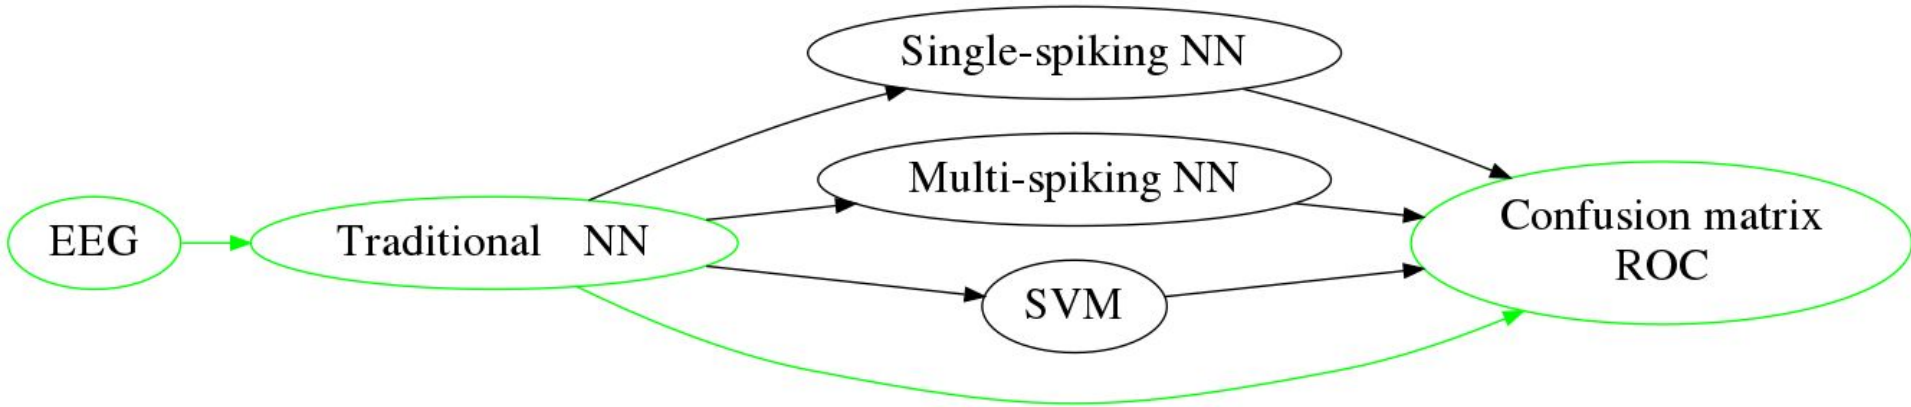 EEG
Traditional NN
Single-spiking NN
Multi-spiking NN
SVM
Confusion matrix
ROC